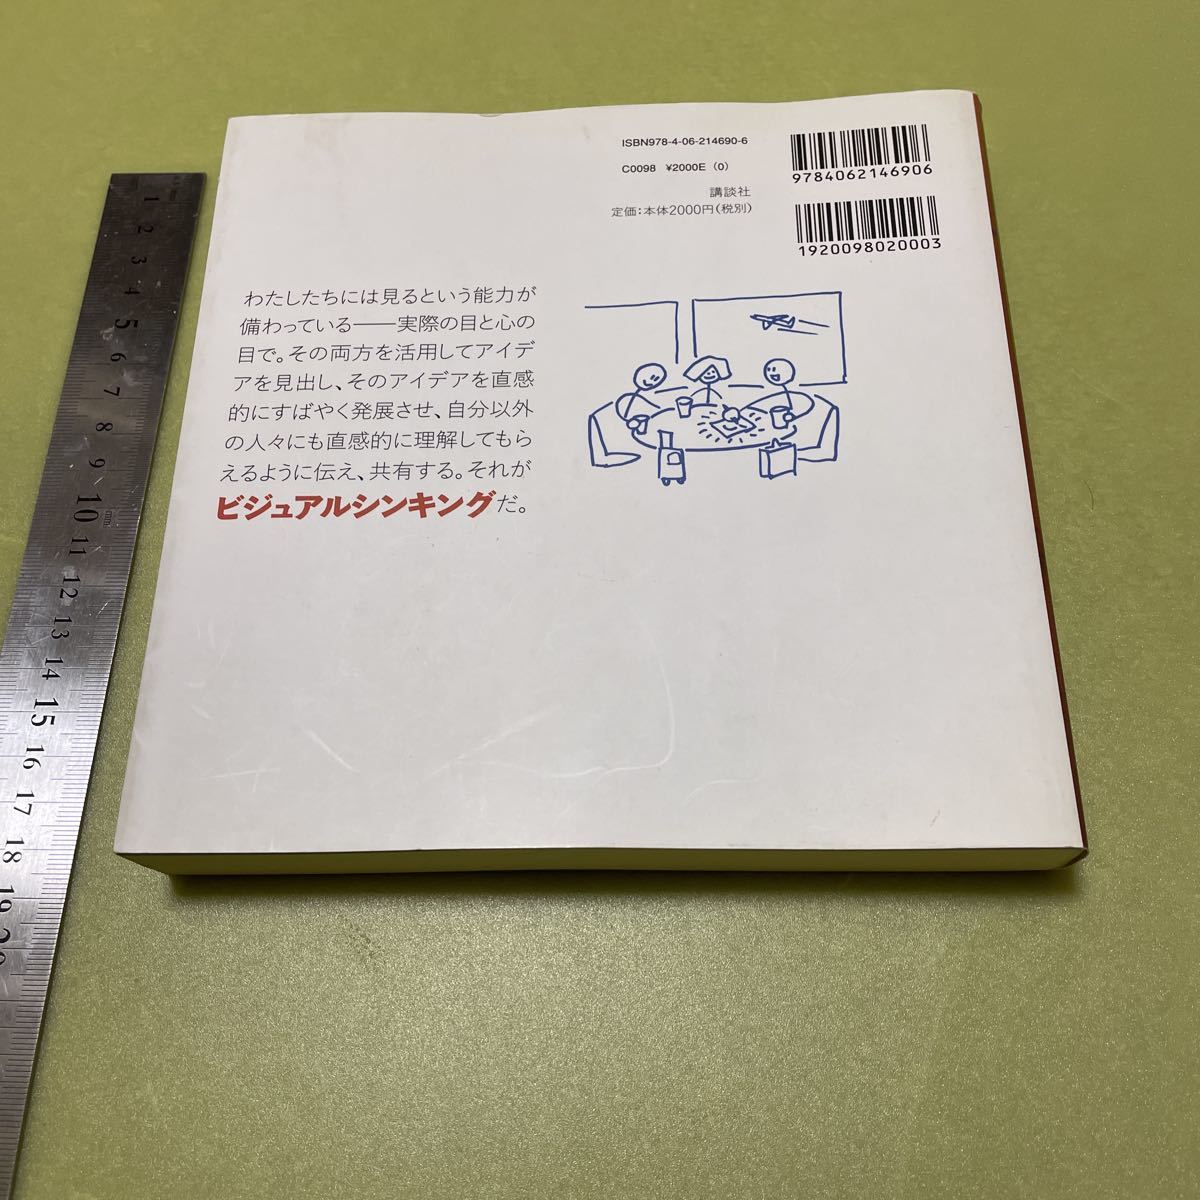 ISBN978-4-06-214690-6
C0098 ¥2000E (0)
講談社
定価:本体2000円(税別)
9784062146906
1920098020003
わたしたちには見るという能力が
備わっている——実際の目と心の
目で。その両方を活用してアイデ
アを見出し、そのアイデアを直感
的にすばやく発展させ、自分以外
の人々にも直感的に理解してもら
えるように伝え、共有する。それが
ビジュアルシンキングだ。
1
2
3
4
5
6
7
8
9
10
11
12
13
14
15
16
17
18
19